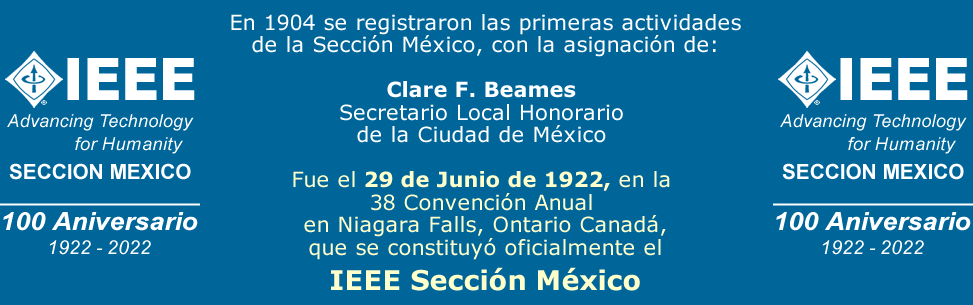 IEEE
Advancing Technology
for Humanity
SECCION MEXICO
100 Aniversario
1922 - 2022
En 1904 se registraron las primeras actividades
de la Sección México, con la asignación de:
Clare F. Beames
Secretario Local Honorario
de la Ciudad de México
Fue el 29 de Junio de 1922, en la
38 Convención Anual
en Niagara Falls, Ontario Canadá,
que se constituyó oficialmente el
IEEE Sección México
IEEE
Advancing Technology
for Humanity
SECCION MEXICO
100 Aniversario
1922 - 2022